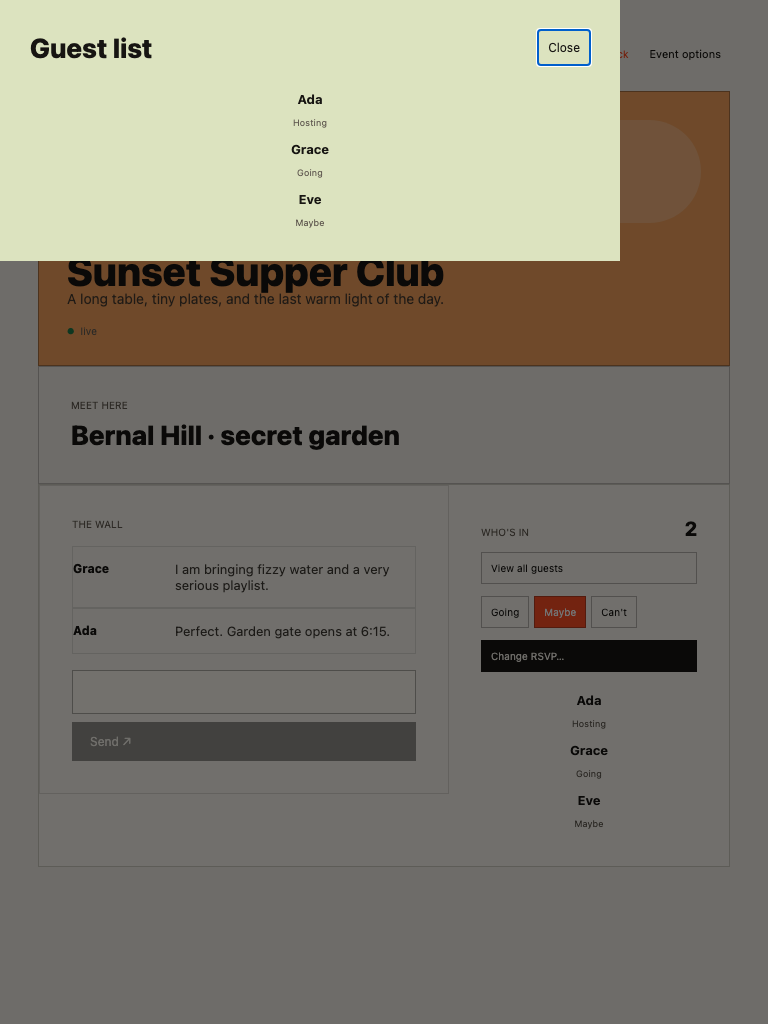 Guest list
Close
Ada
Hosting
Grace
Going
Eve
Maybe
Event options
Sunset Supper Club
A long table, tiny plates, and the last warm light of the day.
live
MEET HERE
Bernal Hill · secret garden
THE WALL
Grace
I am bringing fizzy water and a very
serious playlist.
Ada
Perfect. Garden gate opens at 6:15.
Send ↗
WHO'S IN
2
View all guests
Going
Maybe
Can't
Change RSVP...
Ada
Hosting
Grace
Going
Eve
Maybe